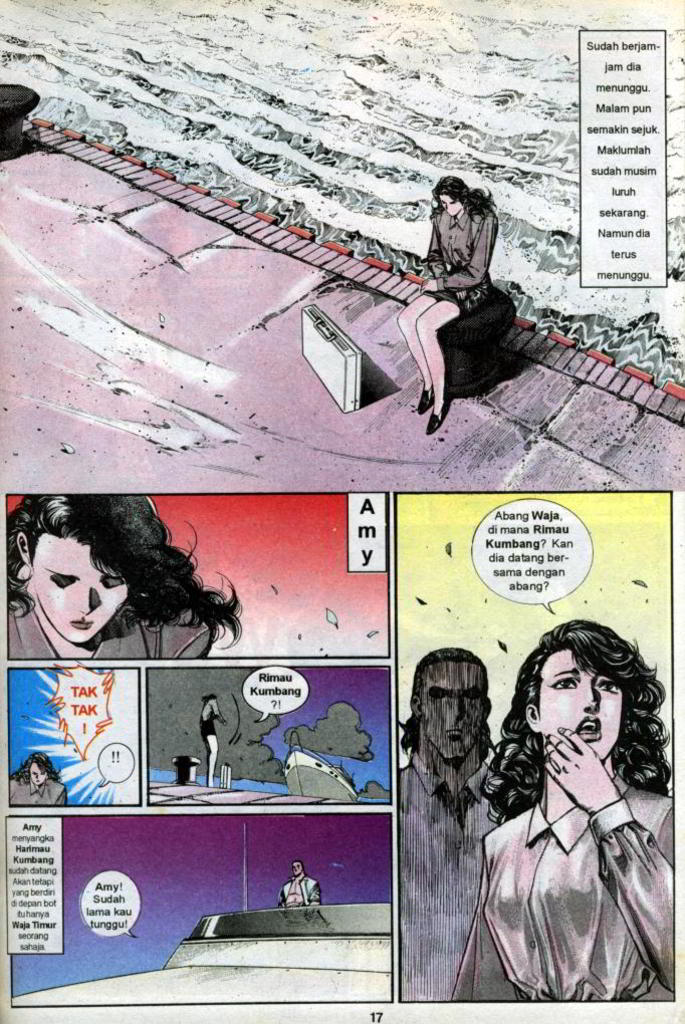 Sudah berjam-
jam dia
menunggu.
Malam pun
semakin sejuk.
Maklumlah
sudah musim
luruh
sekarang.
Namun dia
terus
menunggu.
A
m
y
TAK
TAK
!
!!
Rimau
Kumbang
?!
Amy
menyangka
Harimau
Kumbang
sudah datang.
Akan tetapi
yang berdiri
di depan bot
itu hanya
Waja Timur
seorang
sahaja.
Amy!
Sudah
lama kau
tunggu!
Abang Waja,
di mana Rimau
Kumbang? Kan
dia datang ber-
sama dengan
abang?
17